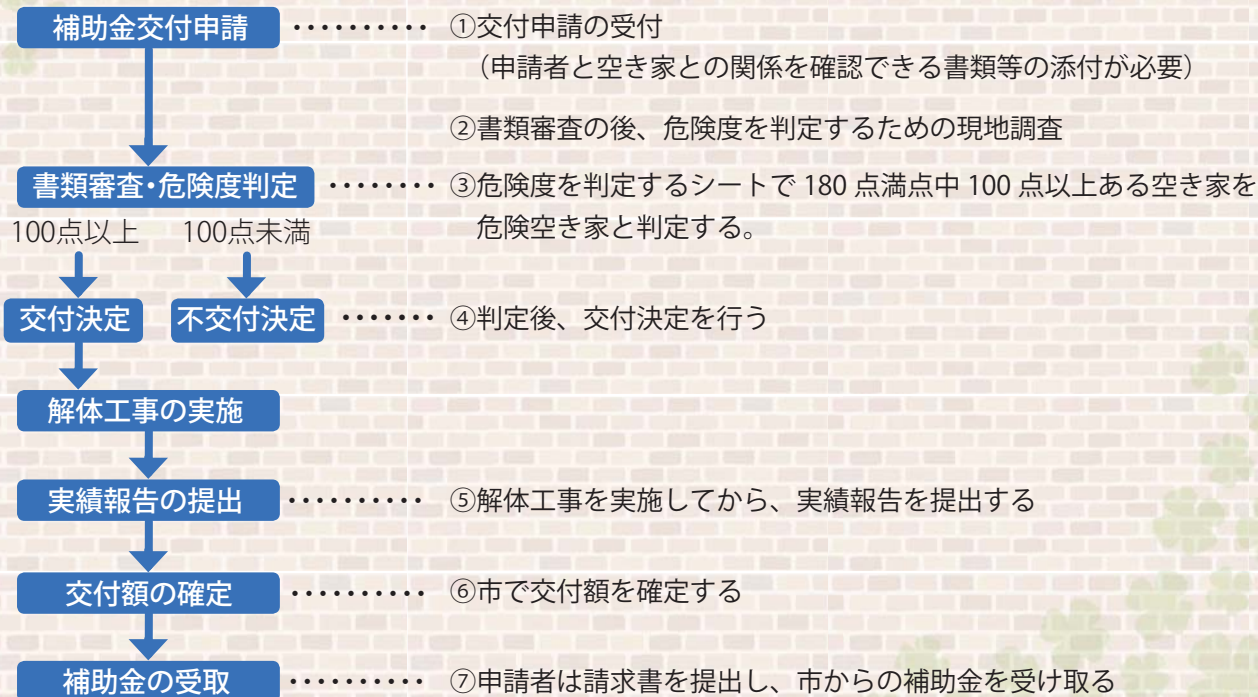 補助金交付申請 ・・・・・・・・・・ ①交付申請の受付
（申請者と空き家との関係を確認できる書類等の添付が必要）
②書類審査の後、危険度を判定するための現地調査
書類審査・危険度判定 ・・・・・・・・ ③危険度を判定するシートで 180 点満点中 100 点以上ある空き家を
危険空き家と判定する。
100点以上 100点未満
交付決定 不交付決定 ・・・・・・・ ④判定後、交付決定を行う
解体工事の実施
実績報告の提出 ・・・・・・・・・・ ⑤解体工事を実施してから、実績報告を提出する
交付額の確定 ・・・・・・・・・・ ⑥市で交付額を確定する
補助金の受取 ・・・・・・・・・・ ⑦申請者は請求書を提出し、市からの補助金を受け取る